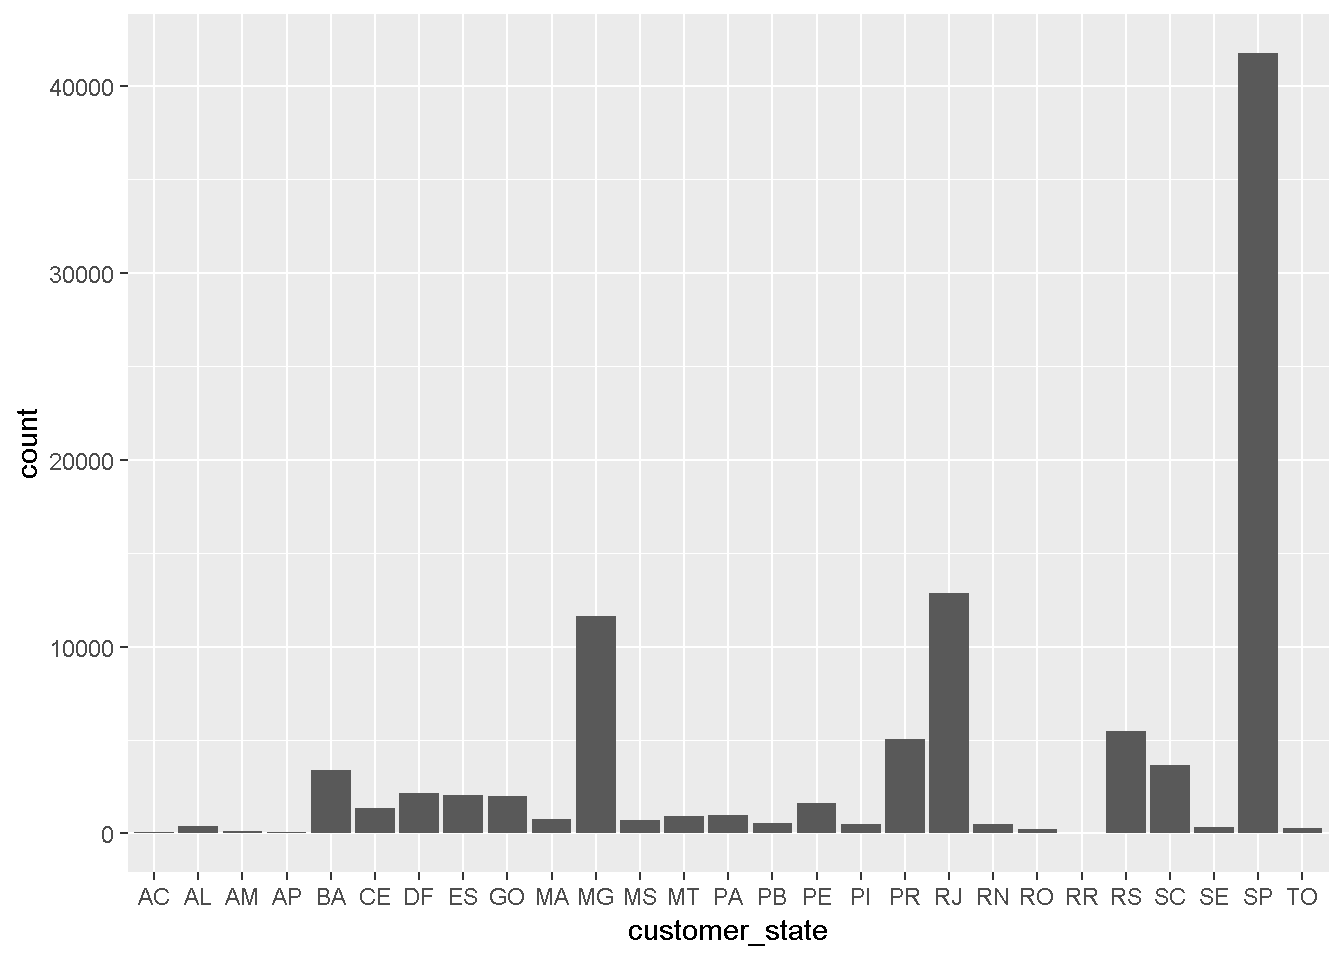 count
40000
30000
20000
10000
0
AC AL AM AP BA CE DF ES GO MA MG MS MT PA PB PE PI PR RJ RN RO RR RS SC SE SP TO
customer_state